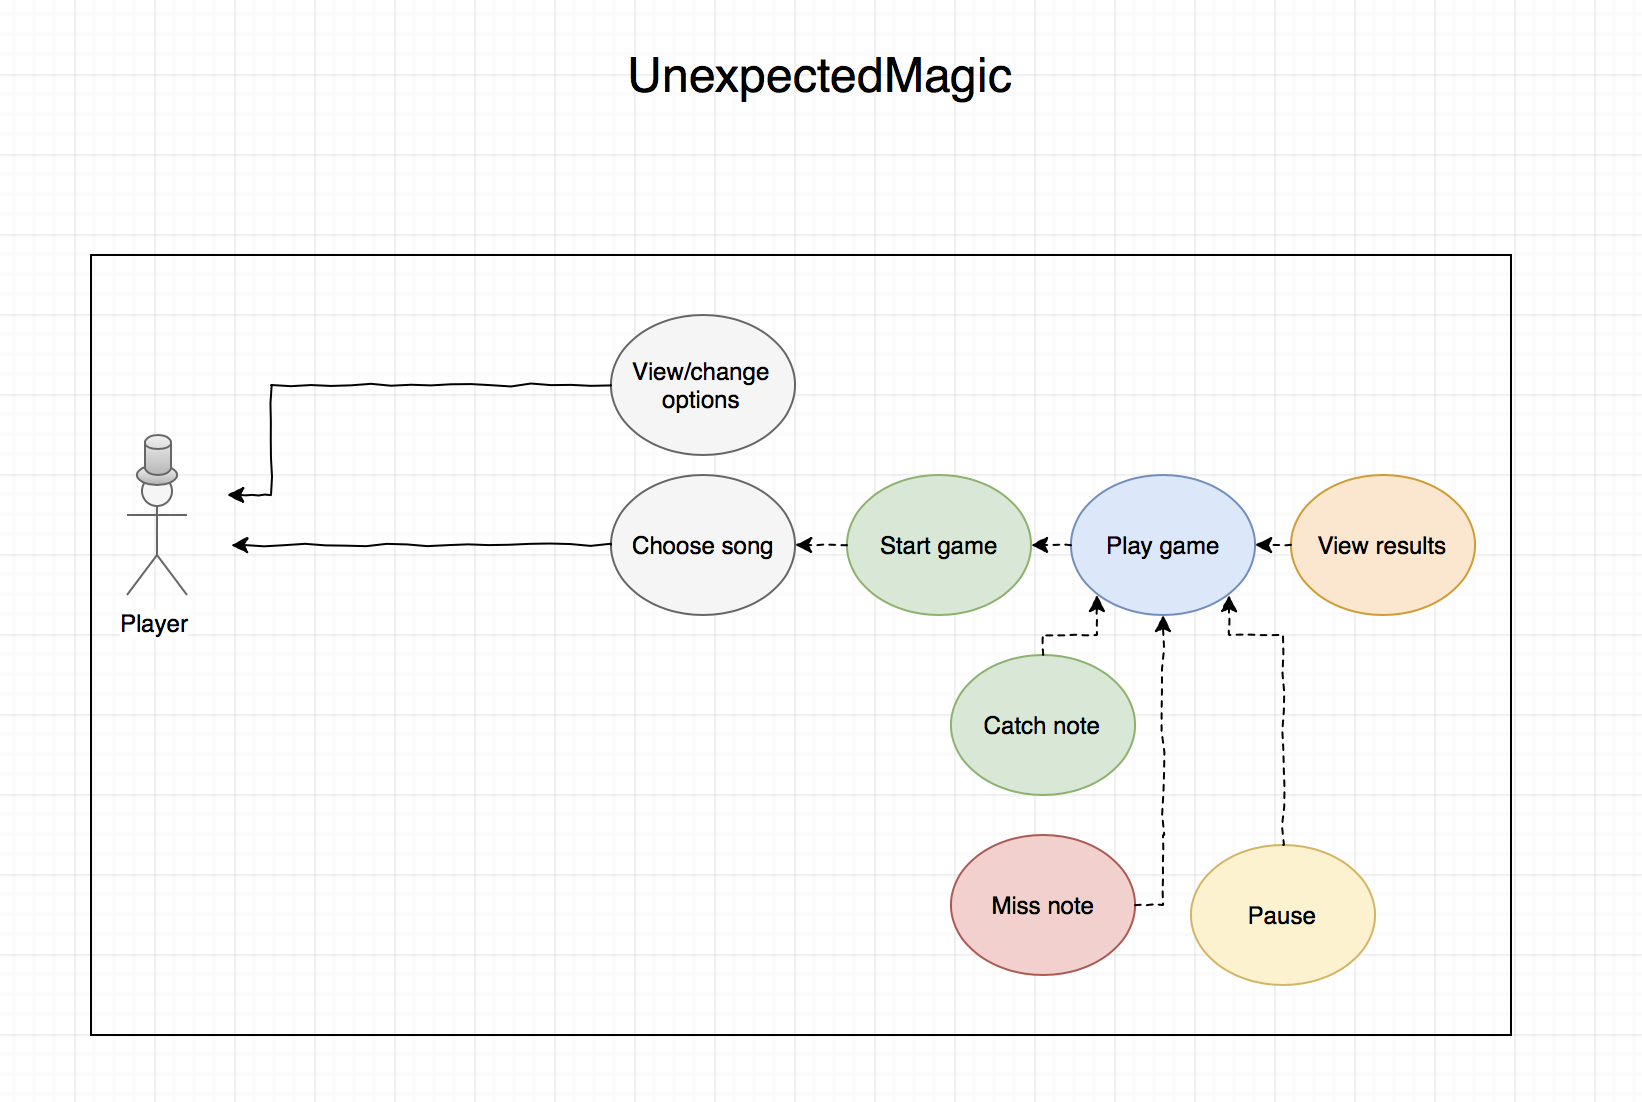 UnexpectedMagic
View/change
options
Choose song
Start game
Play game
View results
Player
Catch note
Miss note
Pause